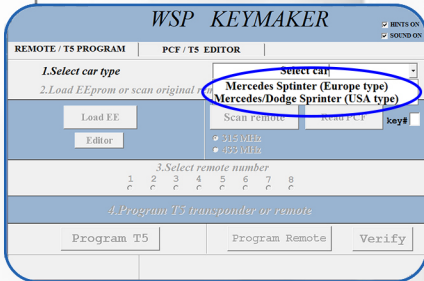 WSP KEYMAKER
HINTS ON
SOUND ON
REMOTE / T5 PROGRAM
PCF / T5 EDITOR
1.Select car type
Select car
Mercedes Sptinter (Europe type)
Mercedes/Dodge Sprinter (USA type)
2.Load EEprom or scan original rem
Load EE
Scan remote
Read PCF
key#
Editor
315 MHz
433 MHz
3.Select remote number
1 2 3 4 5 6 7 8
4.Program T5 transponder or remote
Program T5
Program Remote
Verify